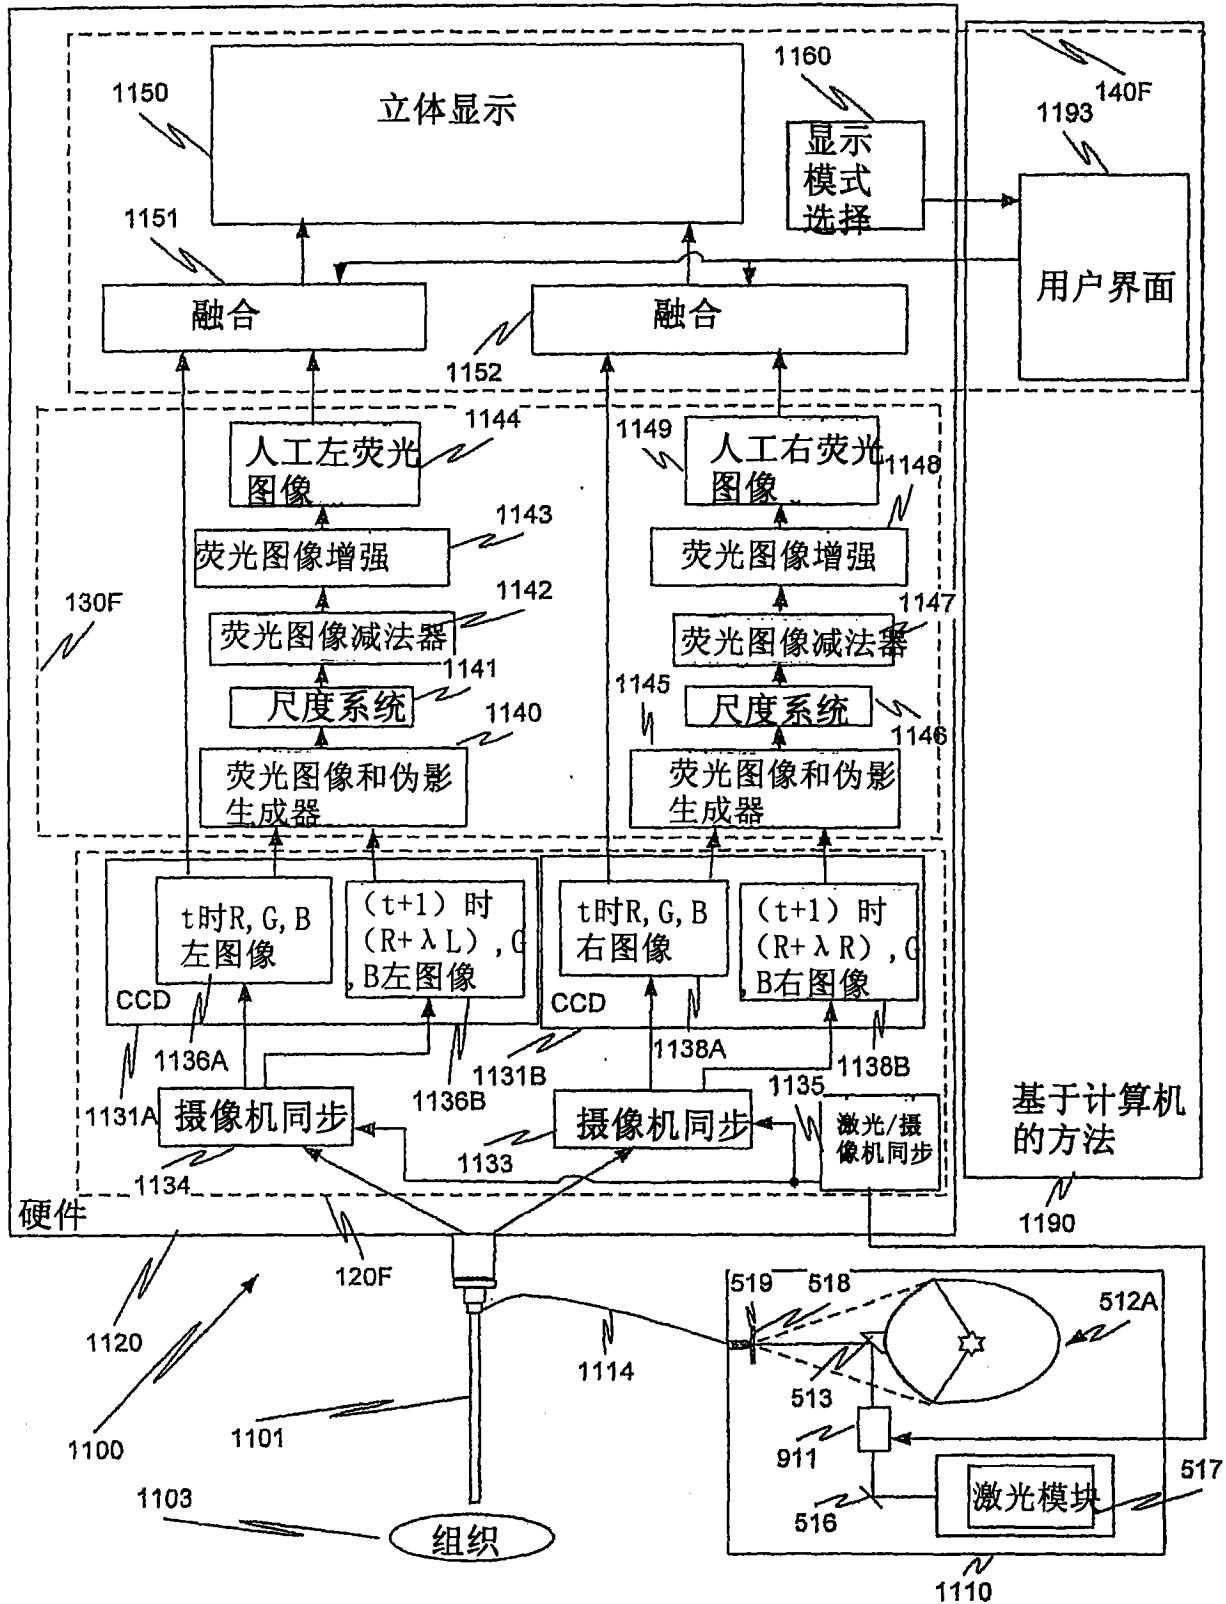 1150
立体显示
1160
显示
模式
选择
140F
1193
用户界面
1151
融合
融合
1152
1144
人工左荧光
图像
1149
人工右荧光
图像
1148
1143
荧光图像增强
荧光图像增强
130F
1142
荧光图像减法器
1147
荧光图像减法器
1141
尺度系统
1145
尺度系统
1146
1140
荧光图像和伪影
生成器
荧光图像和伪影
生成器
t时R,G,B
左图像
(t+1)时
(R+λL),G
,B左图像
CCD
t时R,G,B
右图像
(t+1)时
(R+λR),G
,B右图像
CCD
1136A
1131A
1136B
1131B
1138A
1138B
1135
摄像机同步
1134
摄像机同步
1133
激光/摄
像机同步
基于计算机
的方法
1190
硬件
120F
1120
1100
1101
1103
组织
1114
519
518
512A
513
911
516
激光模块
517
1110